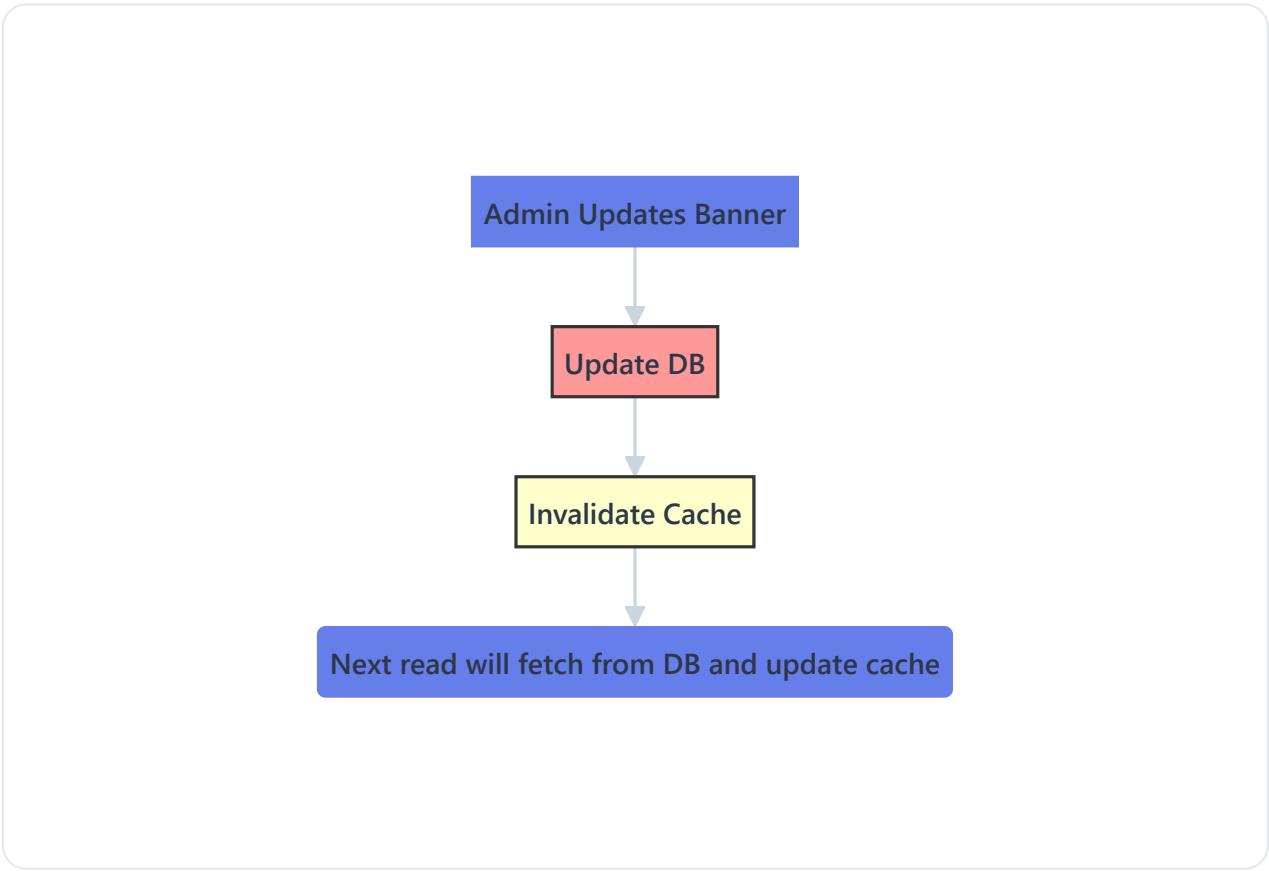 Admin Updates Banner
Update DB
Invalidate Cache
Next read will fetch from DB and update cache